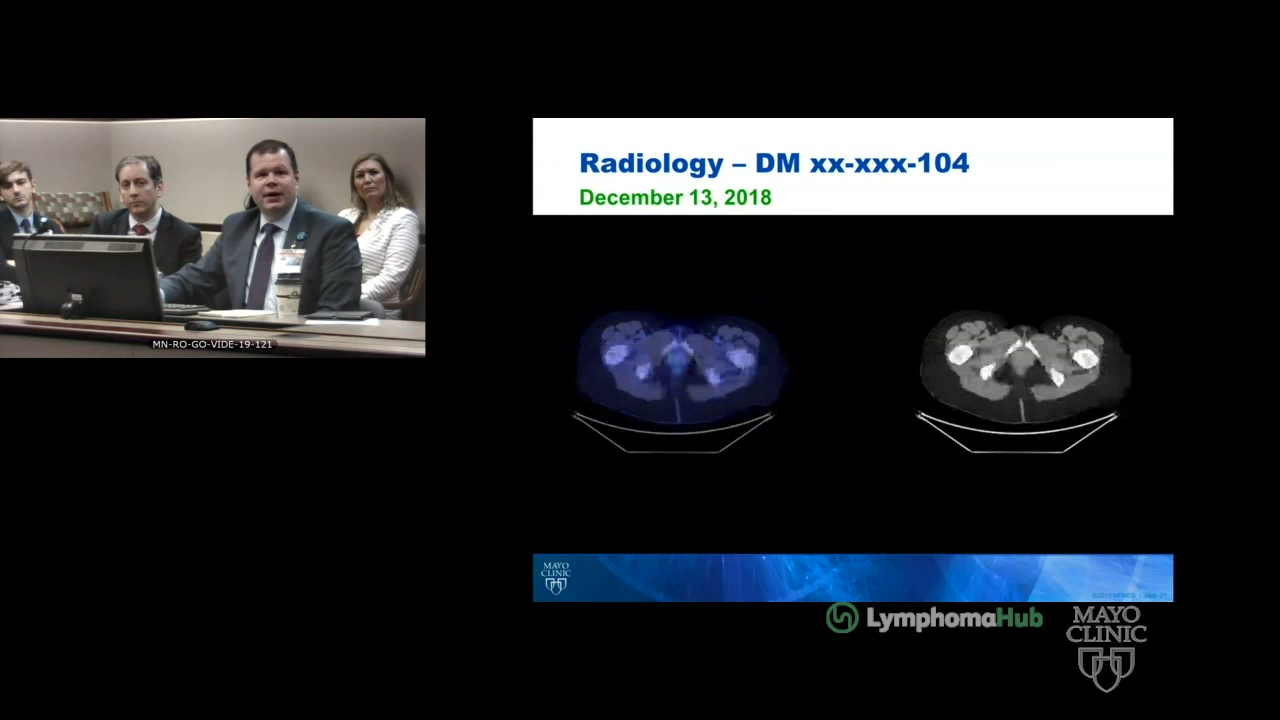 Radiology – DM xx-xxx-104
December 13, 2018
MN-RO-GO-VIDE-19-121
MAYO
CLINIC
LymphomaHub
MAYO
CLINIC